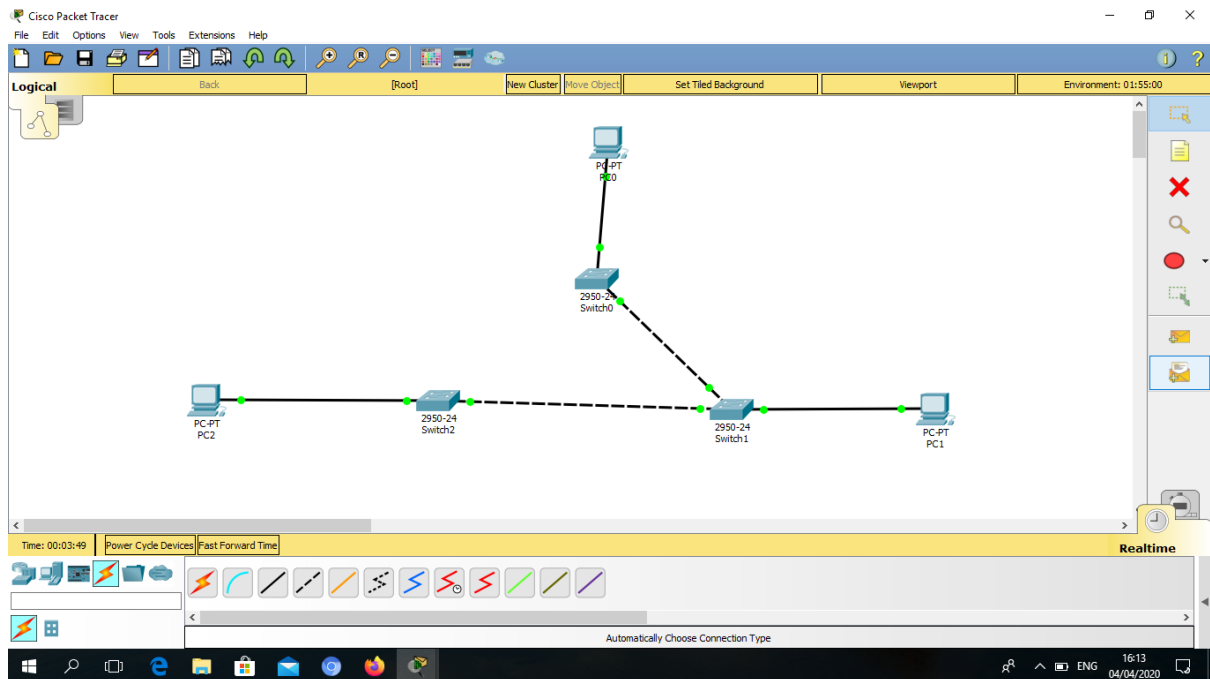 Cisco Packet Tracer
File Edit Options View Tools Extensions Help
Logical Back [Root] New Cluster Move Object Set Tiled Background Viewport Environment: 01:55:00
PC-PT
PC0
2950-24
Switch0
PC-PT
PC2
2950-24
Switch2
2950-24
Switch1
PC-PT
PC1
Time: 00:03:49 Power Cycle Devices Fast Forward Time Realtime
Automatically Choose Connection Type
ENG 16:13
04/04/2020